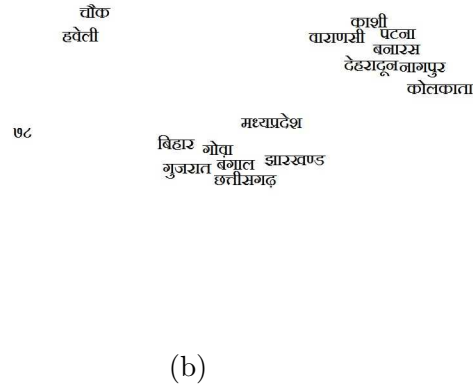 चौक
काशी
हवेली
वाराणसी पटना
बनारस
देहरादून नागपुर
कोलकाता
मध्यप्रदेश
७८
बिहार गोवा
गुजरात बंगाल झारखण्ड
छत्तीसगढ़
(b)